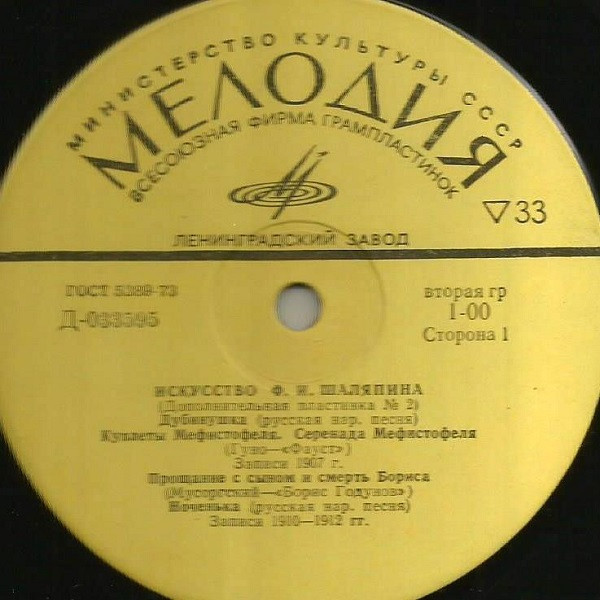 МИНИСТЕРСТВО КУЛЬТУРЫ СССР
МЕЛОДИЯ
ВСЕСОЮЗНАЯ ФИРМА ГРАМПЛАСТИНОК
33
ЛЕНИНГРАДСКИЙ ЗАВОД
ГОСТ 5289-73
вторая гр
Д-033595
1-00
Сторона 1
ИСКУССТВО Ф. И. ШАЛЯПИНА
(Дополнительная пластинка № 2)
Дубинушка (русская нар. песня)
Куплеты Мефистофеля. Серенада Мефистофеля
(Гуно—«Фауст»)
Записи 1907 г.
Прощание с сыном и смерть Бориса
(Мусоргский—«Борис Годунов»)
Ноченька (русская нар. песня)
Записи 1910—1912 гг.